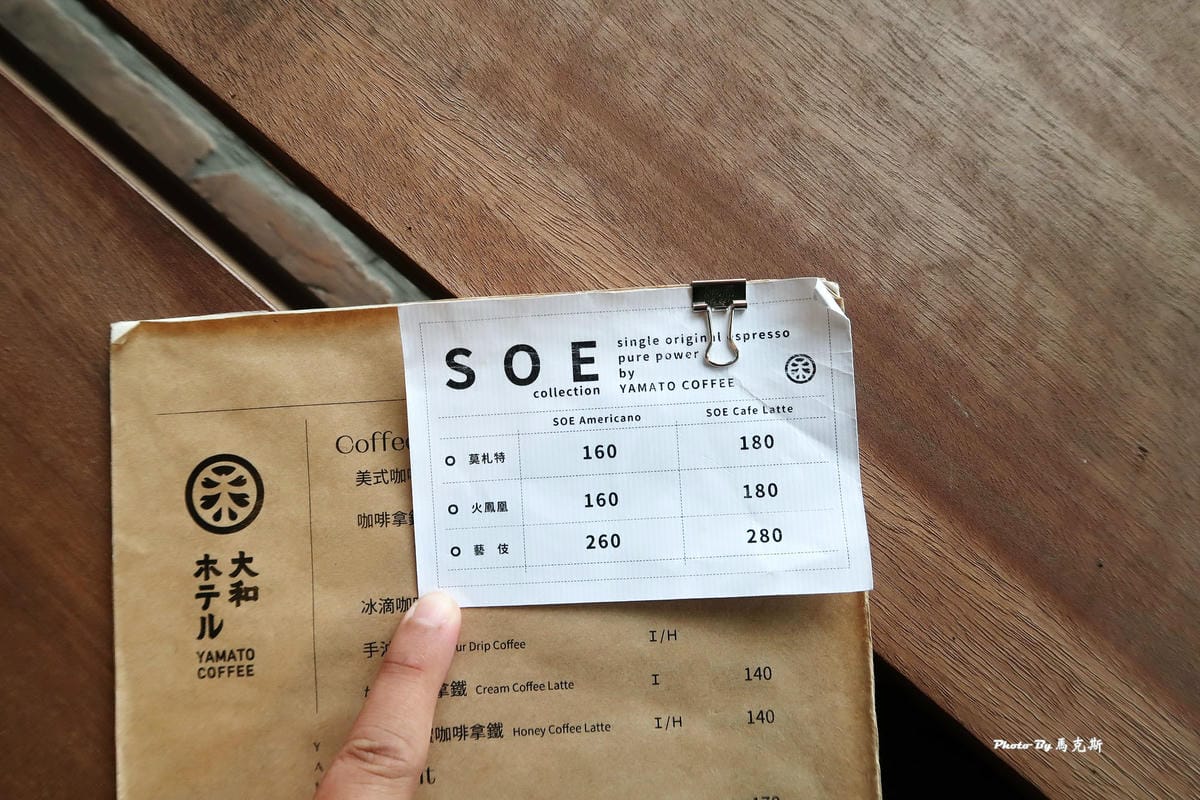 SOE
collection
single original espresso
pure power
by
YAMATO COFFEE
SOE Americano SOE Cafe Latte
莫札特 160 180
火鳳凰 160 180
藝 伎 260 280
大和
ホテル
YAMATO
COFFEE
Coffee
美式咖
咖啡拿鐵
冰滴咖
手沖 ur Drip Coffee I/H
拿鐵 Cream Coffee Latte I 140
咖啡拿鐵 Honey Coffee Latte I/H 140
Photo By 馬克斯